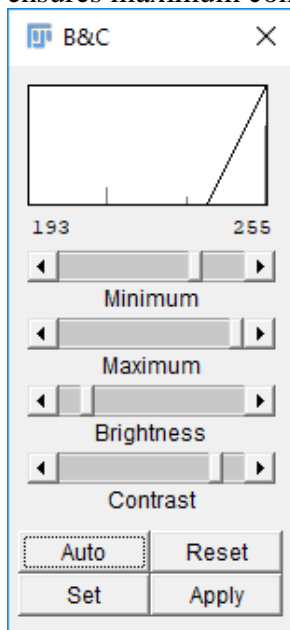 B&C
193 255
Minimum
Maximum
Brightness
Contrast
Auto Reset
Set Apply